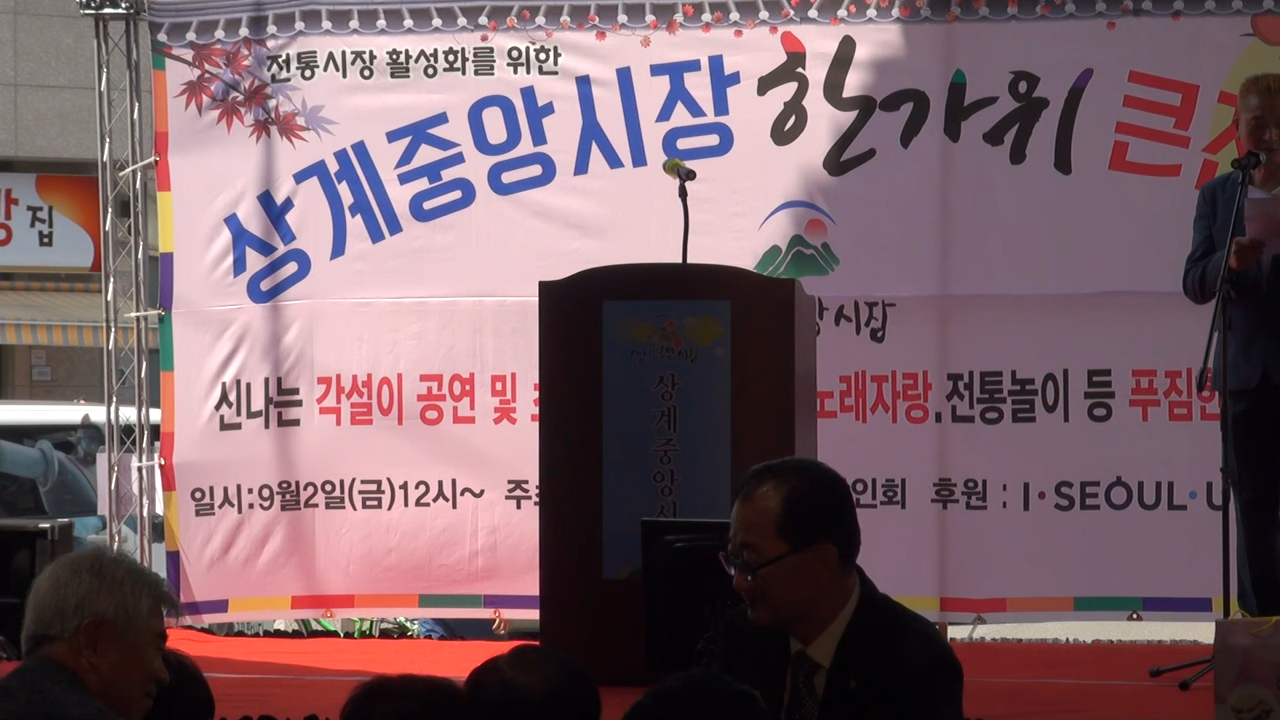 전통시장 활성화를 위한
상계중앙시장 한가위 큰
시장
신나는 각설이 공연 및
노래자랑.전통놀이 등 푸짐한
일시:9월2일(금)12시~
인회 후원 : I·SEOUL·U
상계중앙시
집